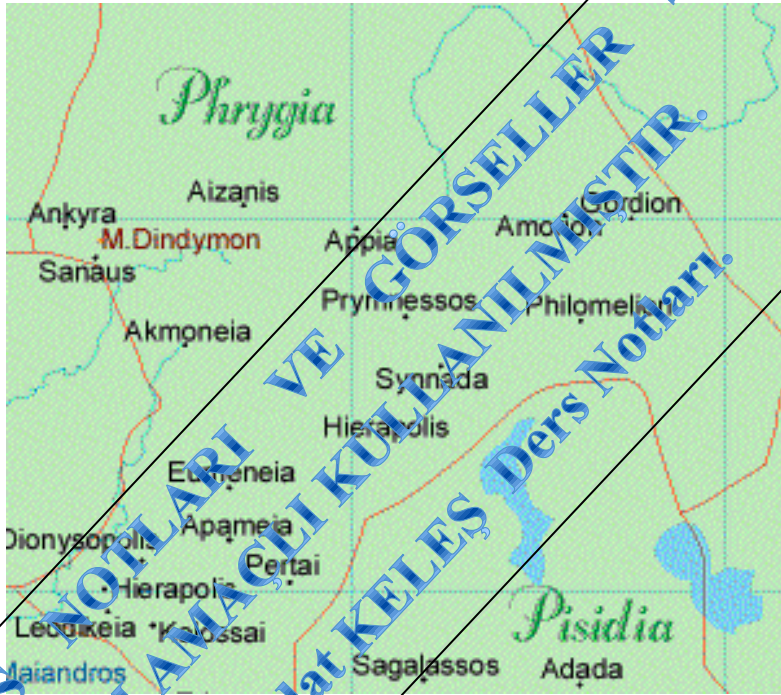 Phrygia
Aizanis
Ankyra
M.Dindymon
Sanaus
Appia
Amorion
Gordion
Prymnessos
Philomelion
Akmoneia
Synnada
Hierapolis
Eumeneia
Dionysopolis
Apameia
Pertai
Hierapolis
Leodikeia
Kolossai
Maiandros
Pisidia
Sagalassos
Adada
NOTLARI VE GÖRSELLER
AMAÇLI KULLANILMIŞTIR.
KELEŞ Ders Notları.